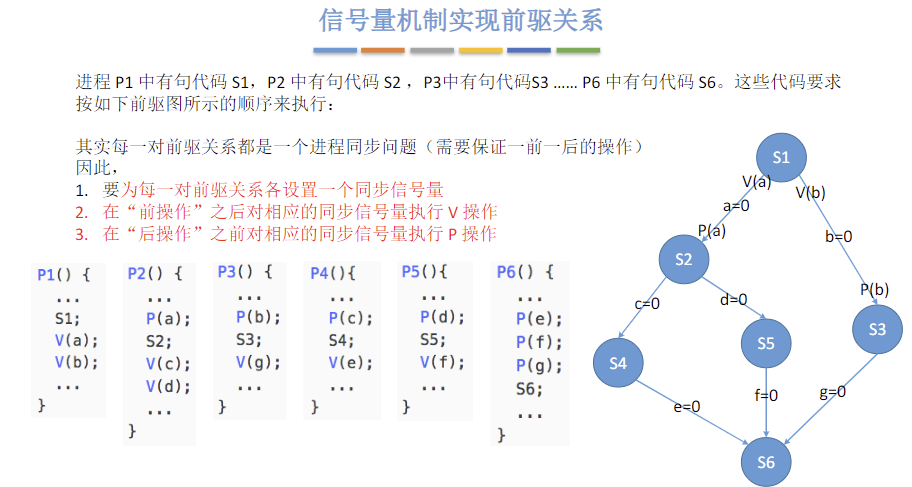 信号量机制实现前驱关系
进程 P1 中有句代码 S1，P2 中有句代码 S2 ，P3中有句代码S3 …… P6 中有句代码 S6。这些代码要求
按如下前驱图所示的顺序来执行：
其实每一对前驱关系都是一个进程同步问题（需要保证一前一后的操作）
因此，
1. 要为每一对前驱关系各设置一个同步信号量
2. 在“前操作”之后对相应的同步信号量执行 V 操作
3. 在“后操作”之前对相应的同步信号量执行 P 操作
P1() {
...
S1;
V(a);
V(b);
...
}
P2() {
...
P(a);
S2;
V(c);
V(d);
...
}
P3() {
...
P(b);
S3;
V(g);
...
}
P4(){
...
P(c);
S4;
V(e);
...
}
P5(){
...
P(d);
S5;
V(f);
...
}
P6() {
...
P(e);
P(f);
P(g);
S6;
...
}
S1
V(a)
V(b)
a=0
P(a)
b=0
S2
P(b)
c=0
d=0
S3
S5
S4
f=0
g=0
e=0
S6